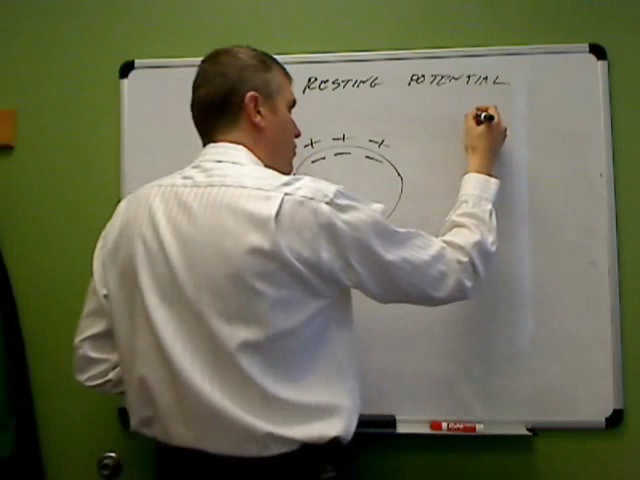 RESTING POTENTIAL
+ + +
- - -